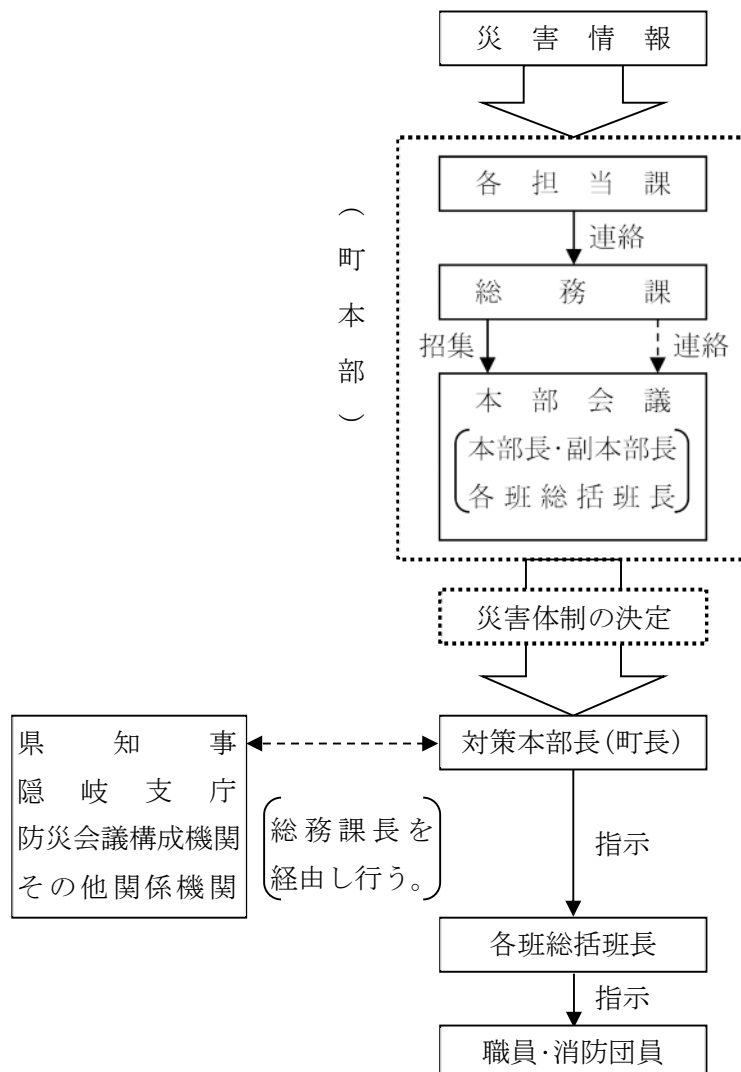 災害情報
各担当課
連絡
（町本部）
総務課
招集
連絡
本部会議
本部長・副本部長
各班総括班長
災害体制の決定
対策本部長(町長)
県知事
隠岐支庁
防災会議構成機関
その他関係機関
総務課長を
経由し行う。
指示
各班総括班長
指示
職員・消防団員